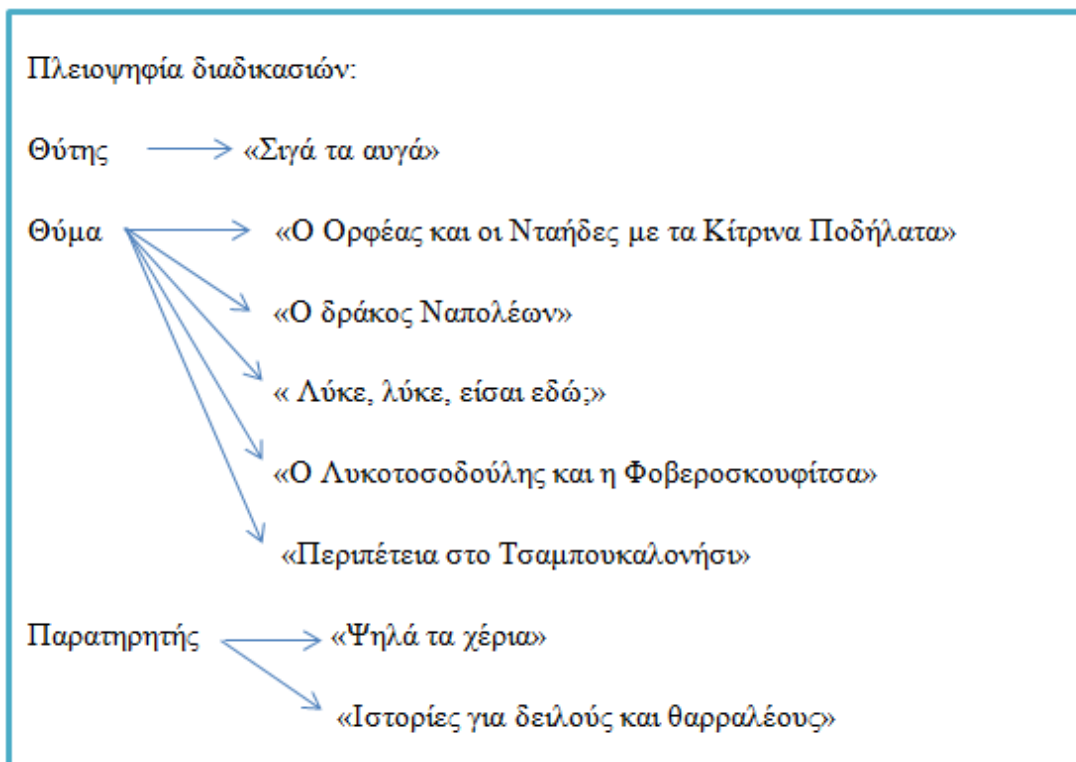 Πλειοψηφία διαδικασιών:
Θύτης «Σιγά τα αυγά»
Θύμα «Ο Ορφέας και οι Νταήδες με τα Κίτρινα Ποδήλατα»
«Ο δράκος Ναπολέων»
« Λύκε, λύκε, είσαι εδώ;»
«Ο Λυκοτοσοδούλης και η Φοβεροσκουφίτσα»
«Περιπέτεια στο Τσαμπουκαλονήσι»
Παρατηρητής «Ψηλά τα χέρια»
«Ιστορίες για δειλούς και θαρραλέους»